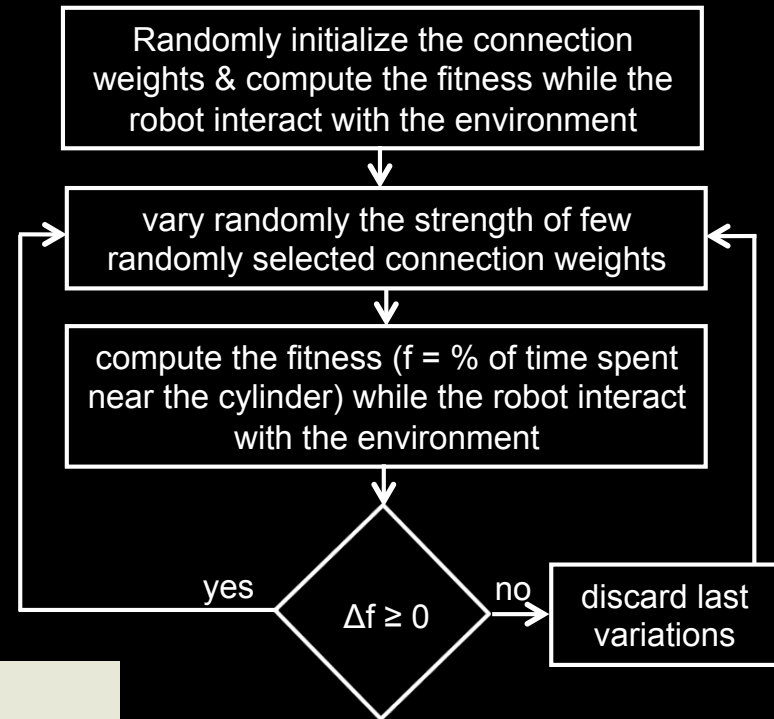 Randomly initialize the connection
weights & compute the fitness while the
robot interact with the environment
vary randomly the strength of few
randomly selected connection weights
compute the fitness (f = % of time spent
near the cylinder) while the robot interact
with the environment
yes
Δf ≥ 0
no
discard last
variations